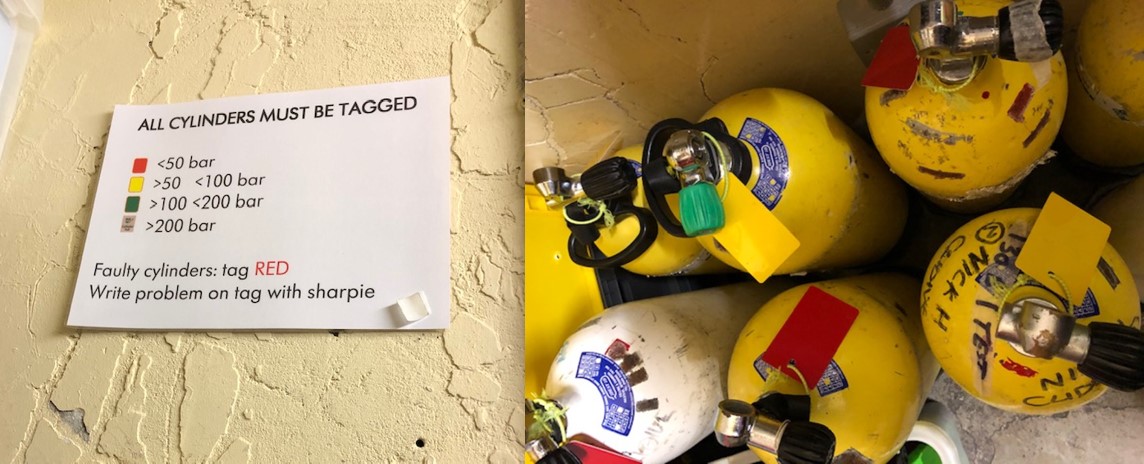 ALL CYLINDERS MUST BE TAGGED
<50 bar
>50 <100 bar
>100 <200 bar
>200 bar
Faulty cylinders: tag RED
Write problem on tag with sharpie
NICK H